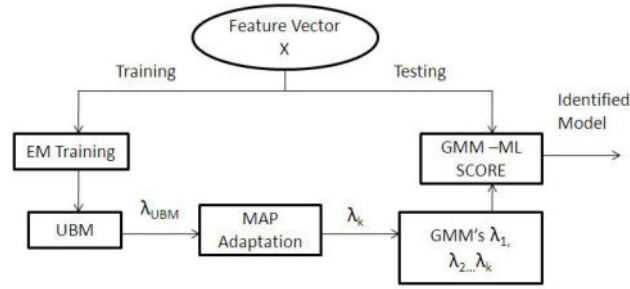 Feature Vector
X
Training
Testing
Identified
Model
EM Training
GMM –ML
SCORE
UBM
λUBM
MAP
Adaptation
λk
GMM's λ1,
λ2...λk